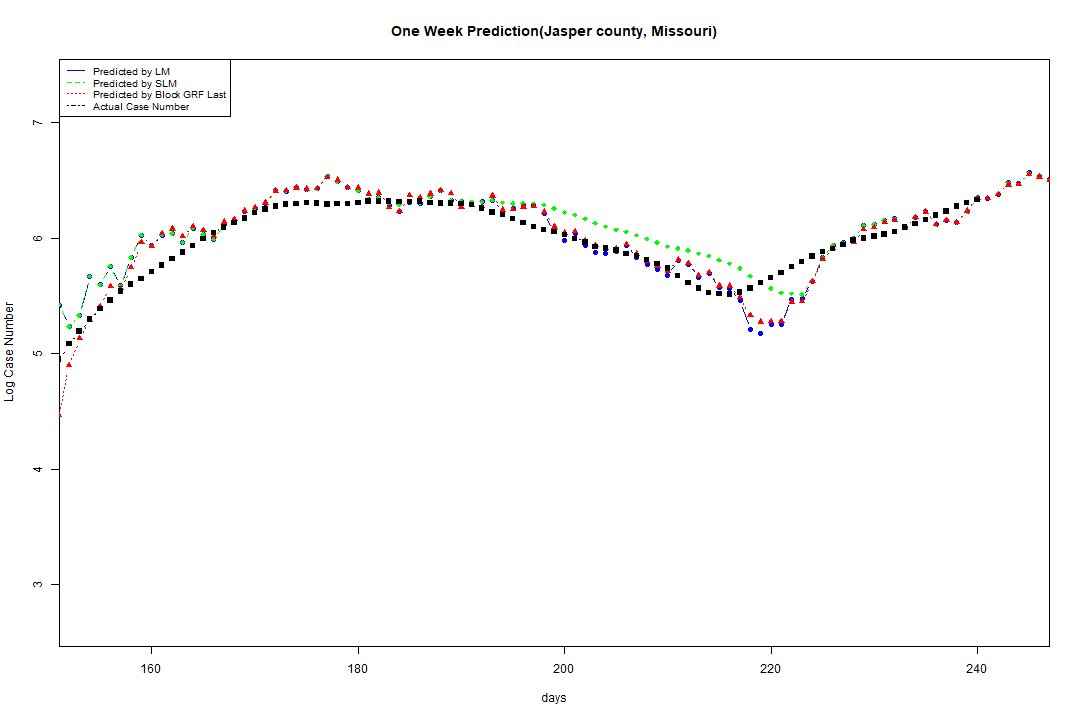 One Week Prediction(Jasper county, Missouri)
Predicted by LM
Predicted by SLM
Predicted by Block GRF Last
Actual Case Number
7
6
5
4
3
Log Case Number
160 180 200 220 240
days